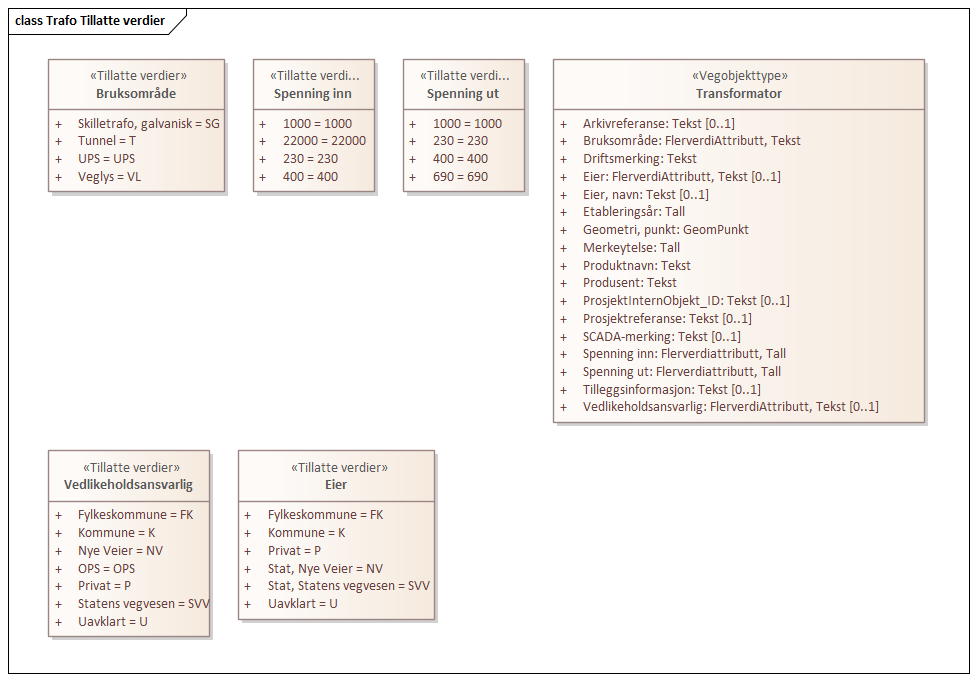 class Trafo Tillatte verdier
«Tillatte verdier»
Bruksområde
+ Skilletrafo, galvanisk = SG
+ Tunnel = T
+ UPS = UPS
+ Veglys = VL
«Tillatte verdi...
Spenning inn
+ 1000 = 1000
+ 22000 = 22000
+ 230 = 230
+ 400 = 400
«Tillatte verdi...
Spenning ut
+ 1000 = 1000
+ 230 = 230
+ 400 = 400
+ 690 = 690
«Vegobjekttype»
Transformator
+ Arkivreferanse: Tekst [0..1]
+ Bruksområde: FlerverdiAttributt, Tekst
+ Driftsmerking: Tekst
+ Eier: FlerverdiAttributt, Tekst [0..1]
+ Eier, navn: Tekst [0..1]
+ Etableringsår: Tall
+ Geometri, punkt: GeomPunkt
+ Merkeytelse: Tall
+ Produktnavn: Tekst
+ Produsent: Tekst
+ ProsjektInternObjekt_ID: Tekst [0..1]
+ Prosjektreferanse: Tekst [0..1]
+ SCADA-merking: Tekst [0..1]
+ Spenning inn: Flerverdiattributt, Tall
+ Spenning ut: Flerverdiattributt, Tall
+ Tilleggsinformasjon: Tekst [0..1]
+ Vedlikeholdsansvarlig: FlerverdiAttributt, Tekst [0..1]
«Tillatte verdier»
Vedlikeholdsansvarlig
+ Fylkeskommune = FK
+ Kommune = K
+ Nye Veier = NV
+ OPS = OPS
+ Privat = P
+ Statens vegvesen = SVV
+ Uavklart = U
«Tillatte verdier»
Eier
+ Fylkeskommune = FK
+ Kommune = K
+ Privat = P
+ Stat, Nye Veier = NV
+ Stat, Statens vegvesen = SVV
+ Uavklart = U